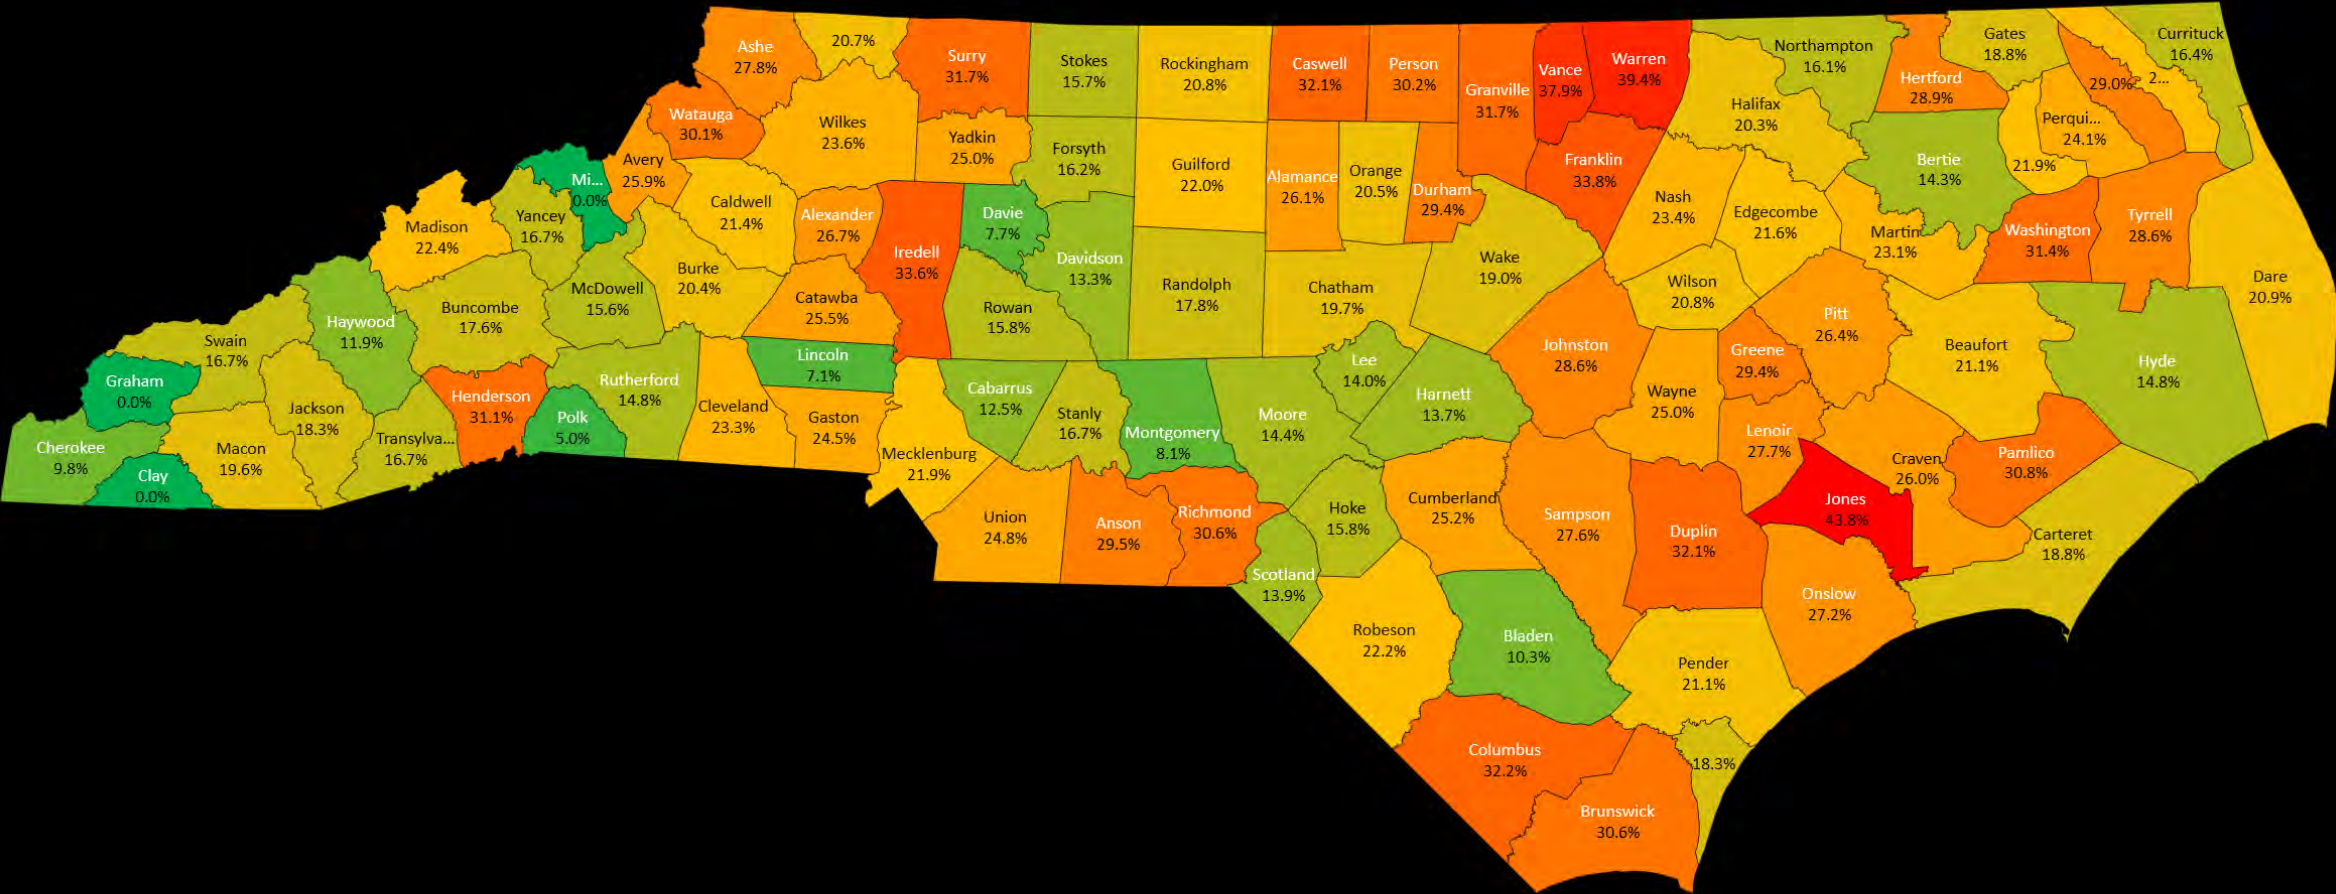 Ashe
27.8%
20.7%
Surry
31.7%
Stokes
15.7%
Rockingham
20.8%
Caswell
32.1%
Person
30.2%
Granville
31.7%
Vance
37.9%
Warren
39.4%
Northampton
16.1%
Hertford
28.9%
Gates
18.8%
29.0%
2...
Currituck
16.4%
Watauga
30.1%
Wilkes
23.6%
Yadkin
25.0%
Forsyth
16.2%
Guilford
22.0%
Alamance
26.1%
Orange
20.5%
Durham
29.4%
Franklin
33.8%
Halifax
20.3%
Bertie
14.3%
Perqui...
24.1%
21.9%
Mi...
0.0%
Avery
25.9%
Madison
22.4%
Yancey
16.7%
Caldwell
21.4%
Alexander
26.7%
Iredell
33.6%
Davie
7.7%
Davidson
13.3%
Randolph
17.8%
Chatham
19.7%
Wake
19.0%
Nash
23.4%
Edgecombe
21.6%
Martin
23.1%
Washington
31.4%
Tyrrell
28.6%
Dare
20.9%
Swain
16.7%
Haywood
11.9%
Buncombe
17.6%
McDowell
15.6%
Burke
20.4%
Catawba
25.5%
Rowan
15.8%
Wilson
20.8%
Graham
0.0%
Jackson
18.3%
Henderson
31.1%
Polk
5.0%
Rutherford
14.8%
Cleveland
23.3%
Lincoln
7.1%
Gaston
24.5%
Cabarrus
12.5%
Stanly
16.7%
Montgomery
8.1%
Moore
14.4%
Lee
14.0%
Harnett
13.7%
Johnston
28.6%
Wayne
25.0%
Greene
29.4%
Pitt
26.4%
Beaufort
21.1%
Hyde
14.8%
Cherokee
9.8%
Clay
0.0%
Macon
19.6%
Transylva...
16.7%
Mecklenburg
21.9%
Union
24.8%
Anson
29.5%
Richmond
30.6%
Scotland
13.9%
Hoke
15.8%
Cumberland
25.2%
Sampson
27.6%
Duplin
32.1%
Lenoir
27.7%
Jones
43.8%
Craven
26.0%
Pamlico
30.8%
Carteret
18.8%
Robeson
22.2%
Bladen
10.3%
Pender
21.1%
Onslow
27.2%
Columbus
32.2%
Brunswick
30.6%
18.3%